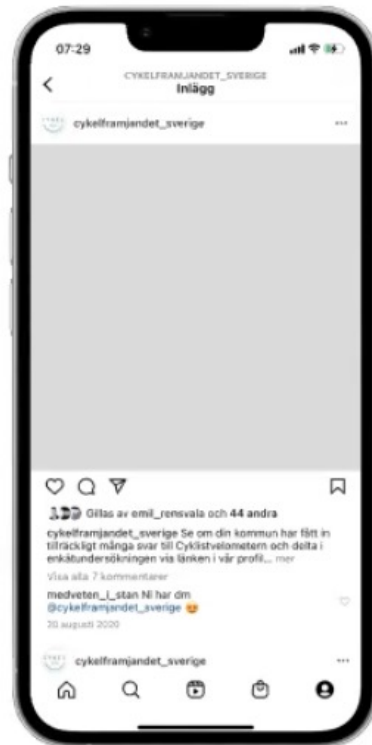 07:29
CYKELFRAMJANDET_SVERIGE
Inlägg
cykelframjandet_sverige
Gillas av emil_rensvala och 44 andra
cykelframjandet_sverige Se om din kommun har fått in
tillräckligt många svar till Cyklistvelometern och delta i
enkätundersökningen via länken i vår profil... mer
Visa alla 7 kommentarer
medveten_i_stan Ni har dm
@cykelframjandet_sverige
20 augusti 2020
cykelframjandet_sverige